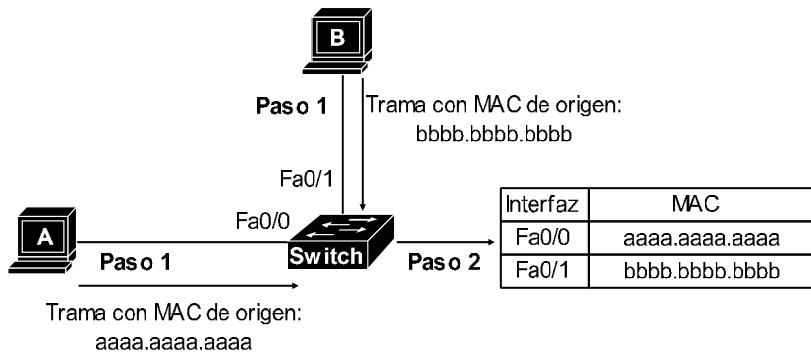 B
Paso 1
Trama con MAC de origen:
bbbb.bbbb.bbbb
Fa0/1
Fa0/0
A
Paso 1
Switch
Paso 2
Trama con MAC de origen:
aaaa.aaaa.aaaa
Interfaz MAC
Fa0/0 aaaa.aaaa.aaaa
Fa0/1 bbbb.bbbb.bbbb